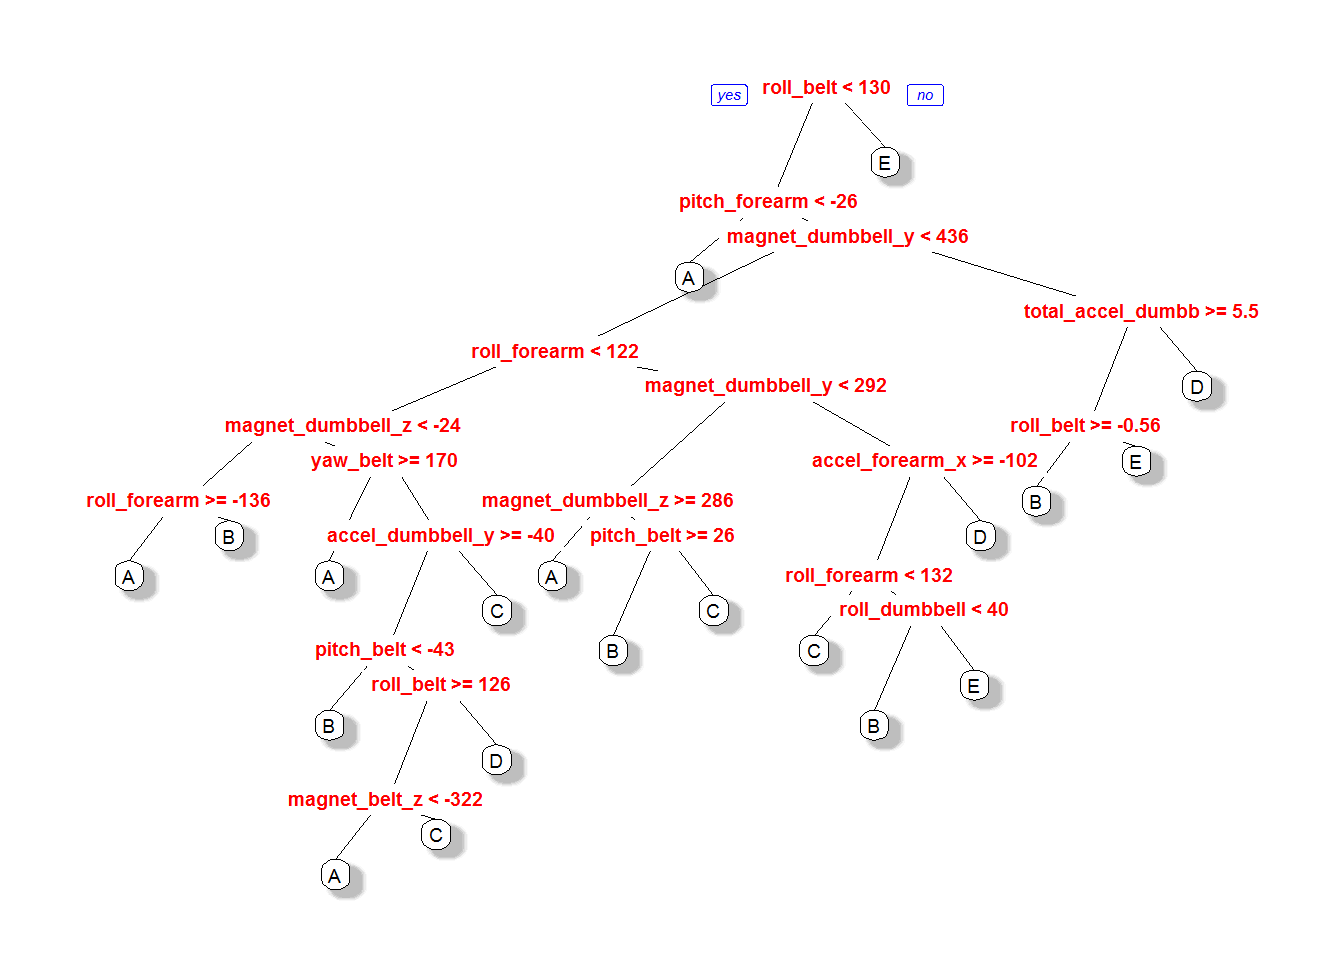 yes
roll_belt < 130
no
E
pitch_forearm < -26
magnet_dumbbell_y < 436
A
total_accel_dumbb >= 5.5
roll_forearm < 122
magnet_dumbbell_y < 292
D
magnet_dumbbell_z < -24
roll_belt >= -0.56
yaw_belt >= 170
accel_forearm_x >= -102
E
roll_forearm >= -136
magnet_dumbbell_z >= 286
B
B
accel_dumbbell_y >= -40
pitch_belt >= 26
D
A
A
A
roll_forearm < 132
C
C
roll_dumbbell < 40
pitch_belt < -43
B
C
roll_belt >= 126
E
B
B
D
magnet_belt_z < -322
C
A